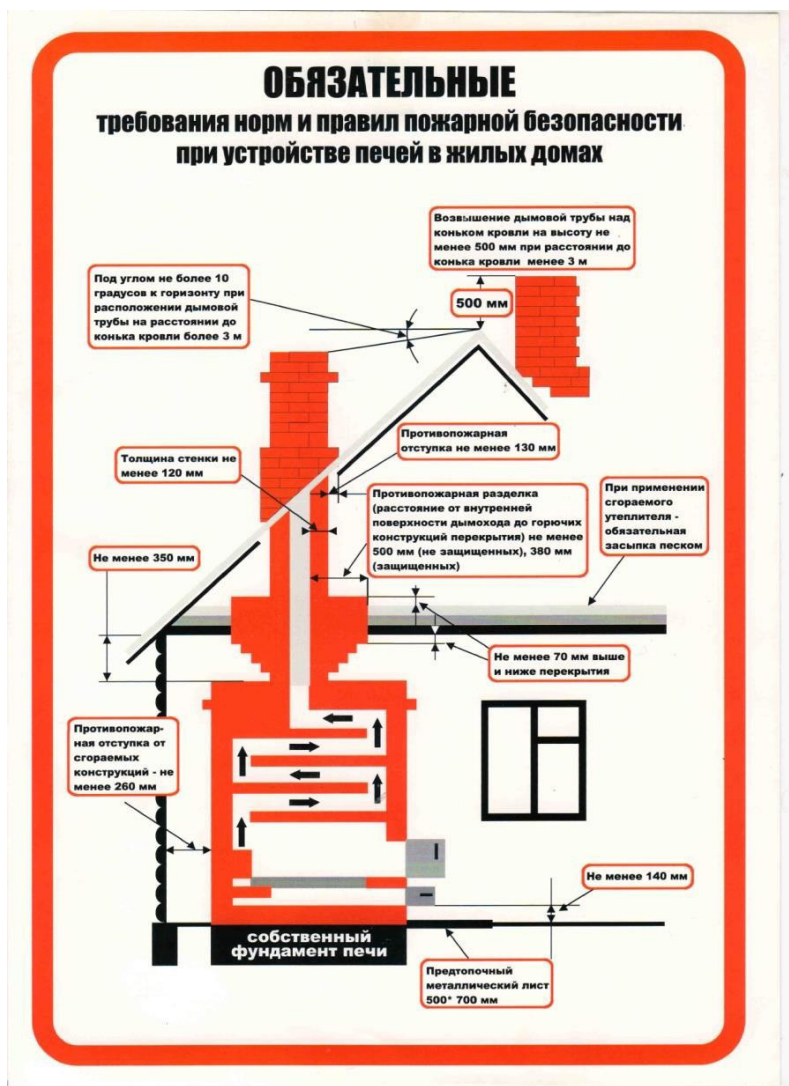 ОБЯЗАТЕЛЬНЫЕ
требования норм и правил пожарной безопасности
при устройстве печей в жилых домах
Возвышение дымовой трубы над
коньком кровли на высоту не
менее 500 мм при расстоянии до
конька кровли менее 3 м
500 мм
Под углом не более 10
градусов к горизонту при
расположении дымовой
трубы на расстоянии до
конька кровли более 3 м
Противопожарная
отступка не менее 130 мм
Толщина стенки не
менее 120 мм
Противопожарная разделка
(расстояние от внутренней
поверхности дымохода до горючих
конструкций перекрытия) не менее
500 мм (не защищенных), 380 мм
(защищенных)
При применении
сгораемого
утеплителя -
обязательная
засыпка песком
Не менее 350 мм
Не менее 70 мм выше
и ниже перекрытия
Противопожар-
ная отступка от
сгораемых
конструкций - не
менее 260 мм
Не менее 140 мм
собственный
фундамент печи
Предтопочный
металлический лист
500* 700 мм